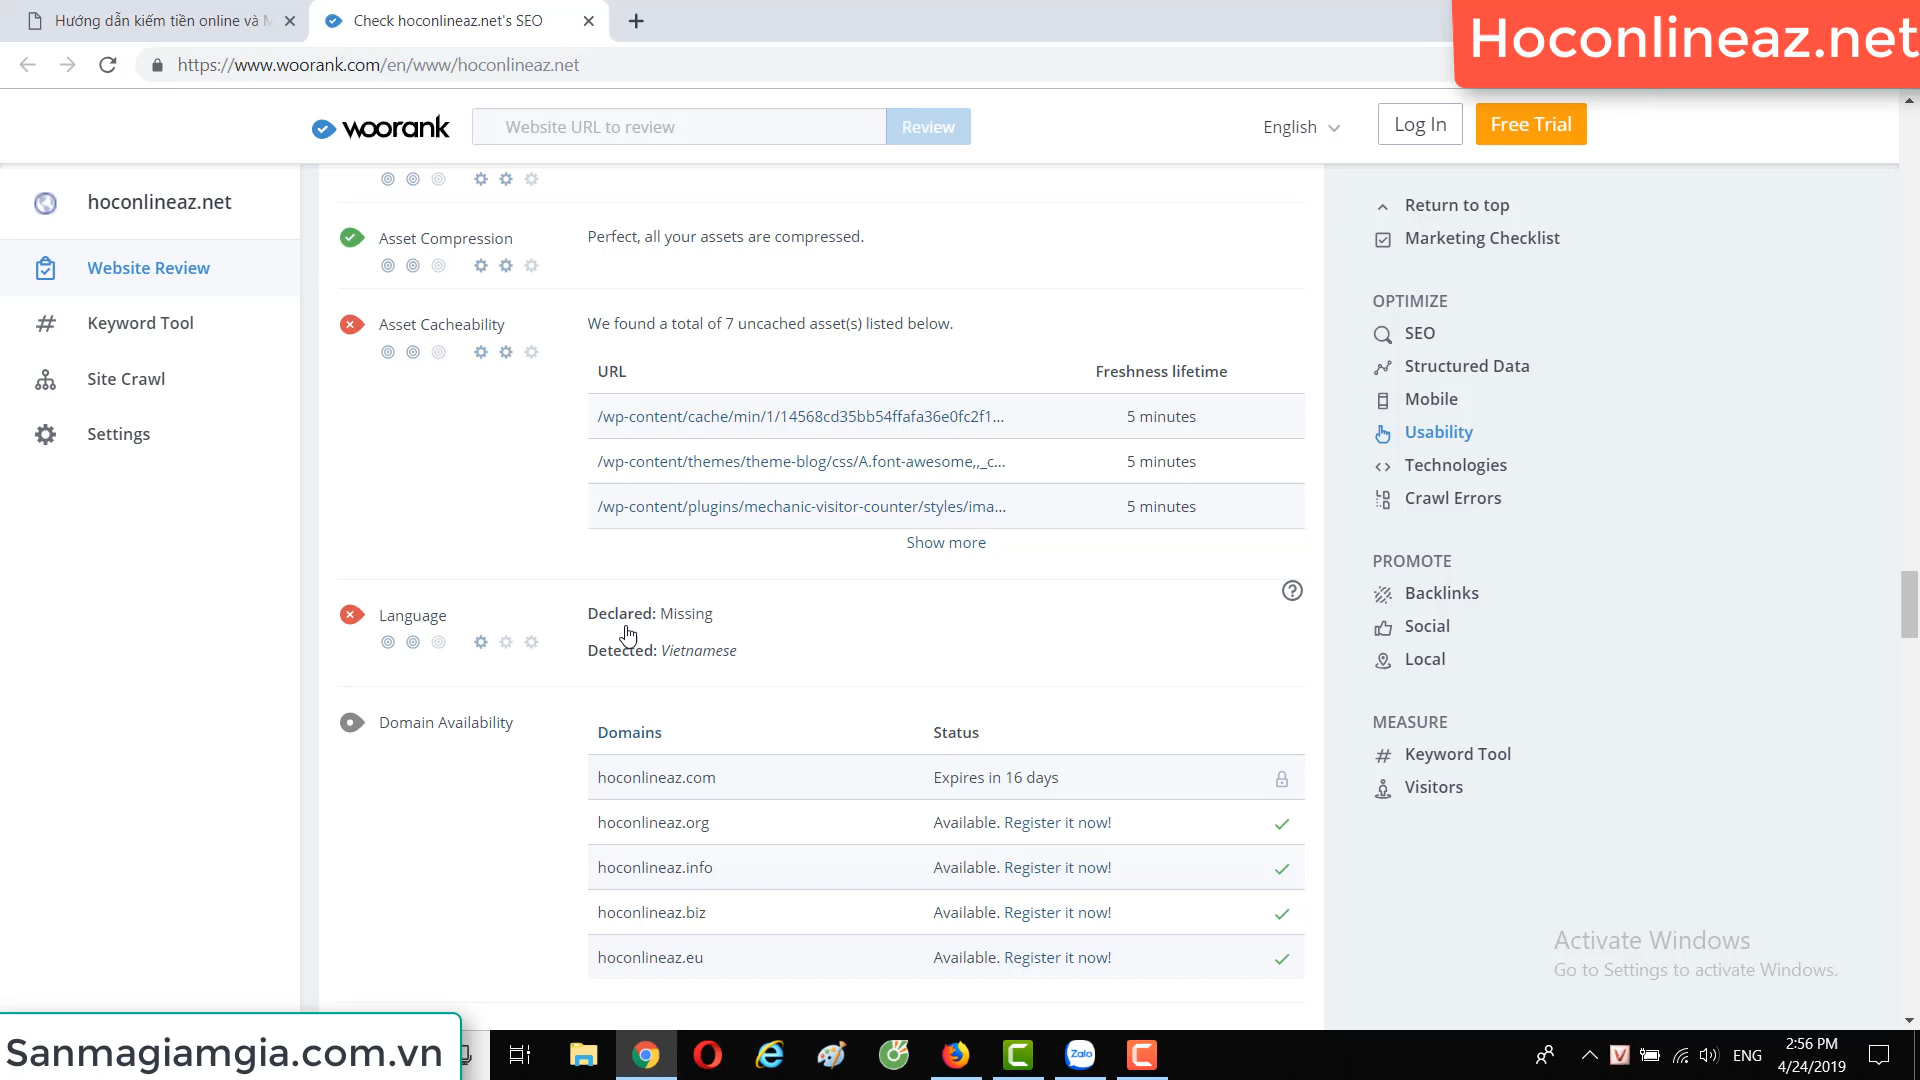 Hướng dẫn kiếm tiền online và M
Check hoconlineaz.net's SEO
Hoconlineaz.net
https://www.woorank.com/en/www/hoconlineaz.net
woorank
Website URL to review
Review
English
Log In
Free Trial
hoconlineaz.net
Website Review
Keyword Tool
Site Crawl
Settings
Asset Compression
Perfect, all your assets are compressed.
Asset Cacheability
We found a total of 7 uncached asset(s) listed below.
URL Freshness lifetime
/wp-content/cache/min/1/14568cd35bb54ffafa36e0fc2f1... 5 minutes
/wp-content/themes/theme-blog/css/A.font-awesome,,_c... 5 minutes
/wp-content/plugins/mechanic-visitor-counter/styles/ima... 5 minutes
Show more
Language
Declared: Missing
Detected: Vietnamese
Domain Availability
Domains Status
hoconlineaz.com Expires in 16 days
hoconlineaz.org Available. Register it now!
hoconlineaz.info Available. Register it now!
hoconlineaz.biz Available. Register it now!
hoconlineaz.eu Available. Register it now!
Return to top
Marketing Checklist
OPTIMIZE
SEO
Structured Data
Mobile
Usability
Technologies
Crawl Errors
PROMOTE
Backlinks
Social
Local
MEASURE
Keyword Tool
Visitors
Activate Windows
Go to Settings to activate Windows.
Sanmagiamgia.com.vn
Zalo
ENG
2:56 PM
4/24/2019